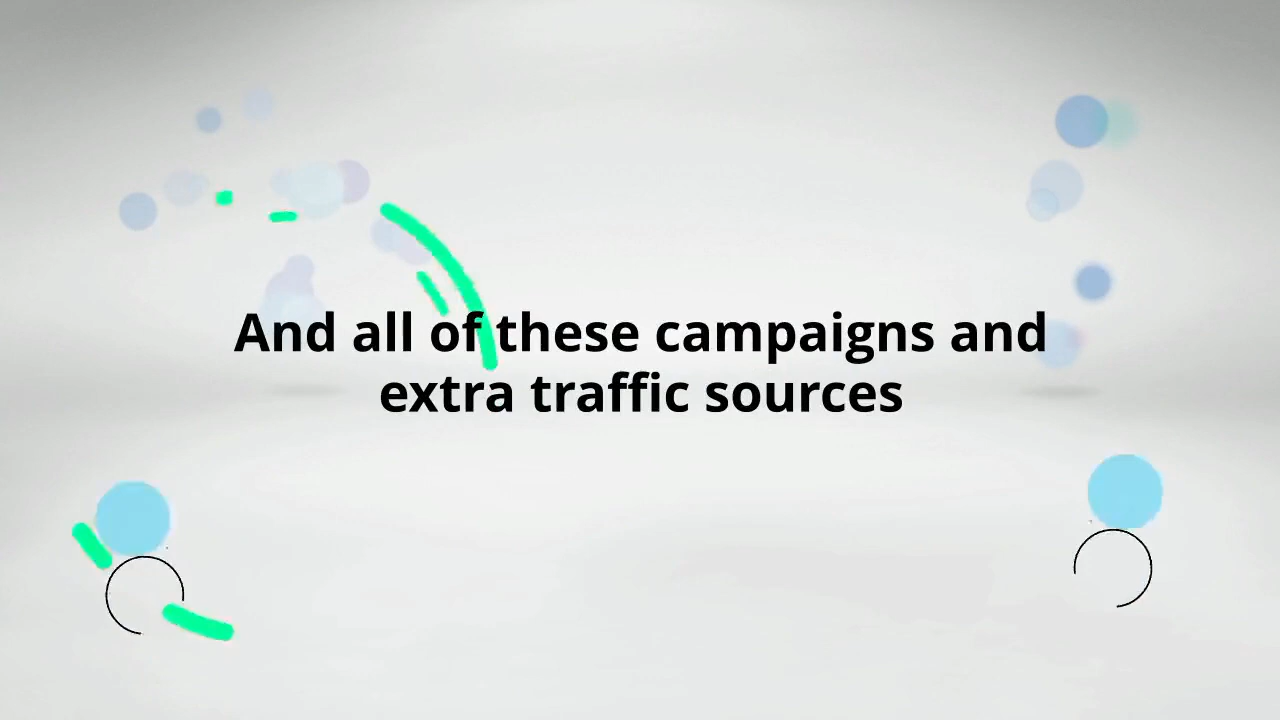 And all of these campaigns and
extra traffic sources